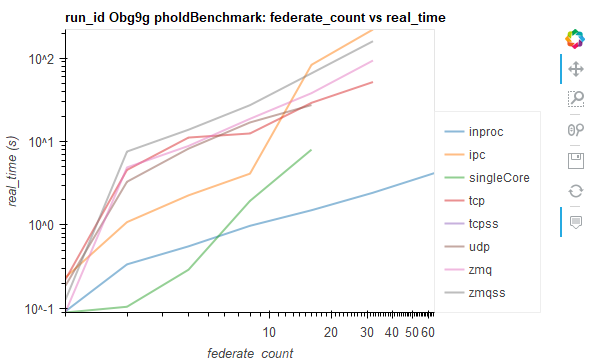 run_id Obg9g pholdBenchmark: federate_count vs real_time
real_time (s)
10^2
10^1
10^0
10^-1
10
20
30
40
50
60
federate_count
inproc
ipc
singleCore
tcp
tcpss
udp
zmq
zmqss